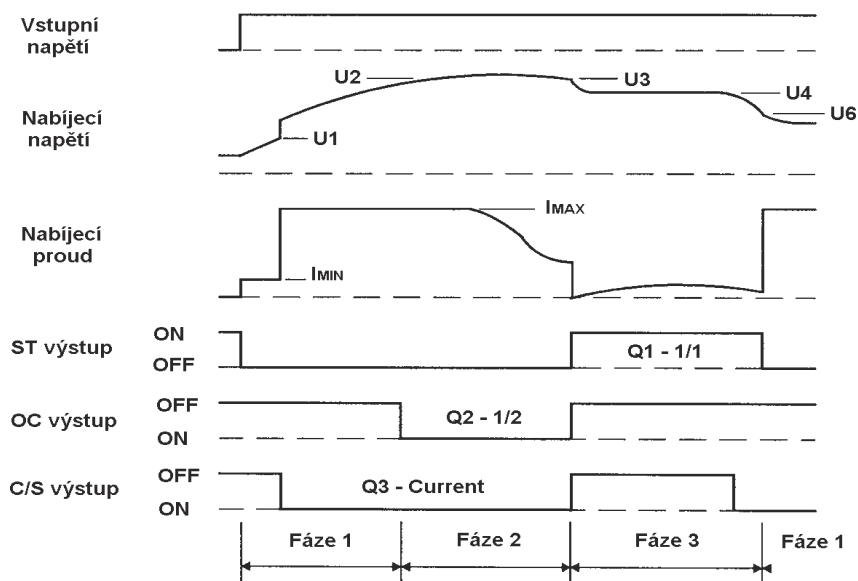 Vstupní
napětí
U2
U3
U4
U6
Nabíjecí
napětí
U1
IMAX
Nabíjecí
proud
IMIN
ON
ST výstup
OFF
Q1 - 1/1
OFF
OC výstup
ON
Q2 - 1/2
OFF
C/S výstup
ON
Q3 - Current
Fáze 1
Fáze 2
Fáze 3
Fáze 1